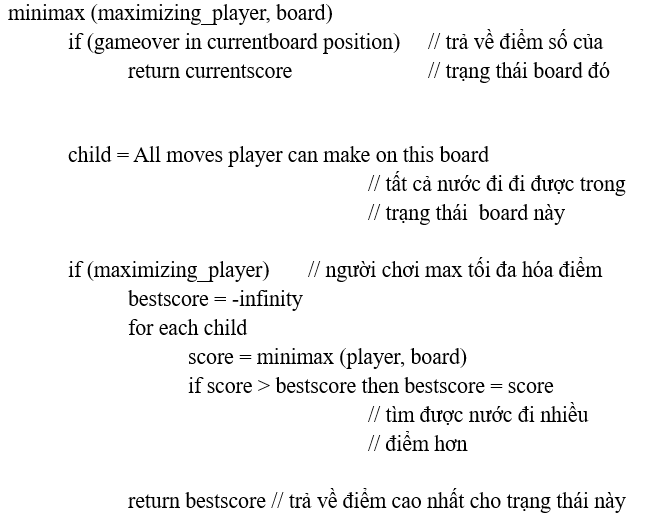 minimax (maximizing_player, board)
if (gameover in currentboard position) // trả về điểm số của
return currentscore // trạng thái board đó
child = All moves player can make on this board
// tất cả nước đi đi được trong
// trạng thái board này
if (maximizing_player) // người chơi max tối đa hóa điểm
bestscore = -infinity
for each child
score = minimax (player, board)
if score > bestscore then bestscore = score
// tìm được nước đi nhiều
// điểm hơn
return bestscore // trả về điểm cao nhất cho trạng thái này